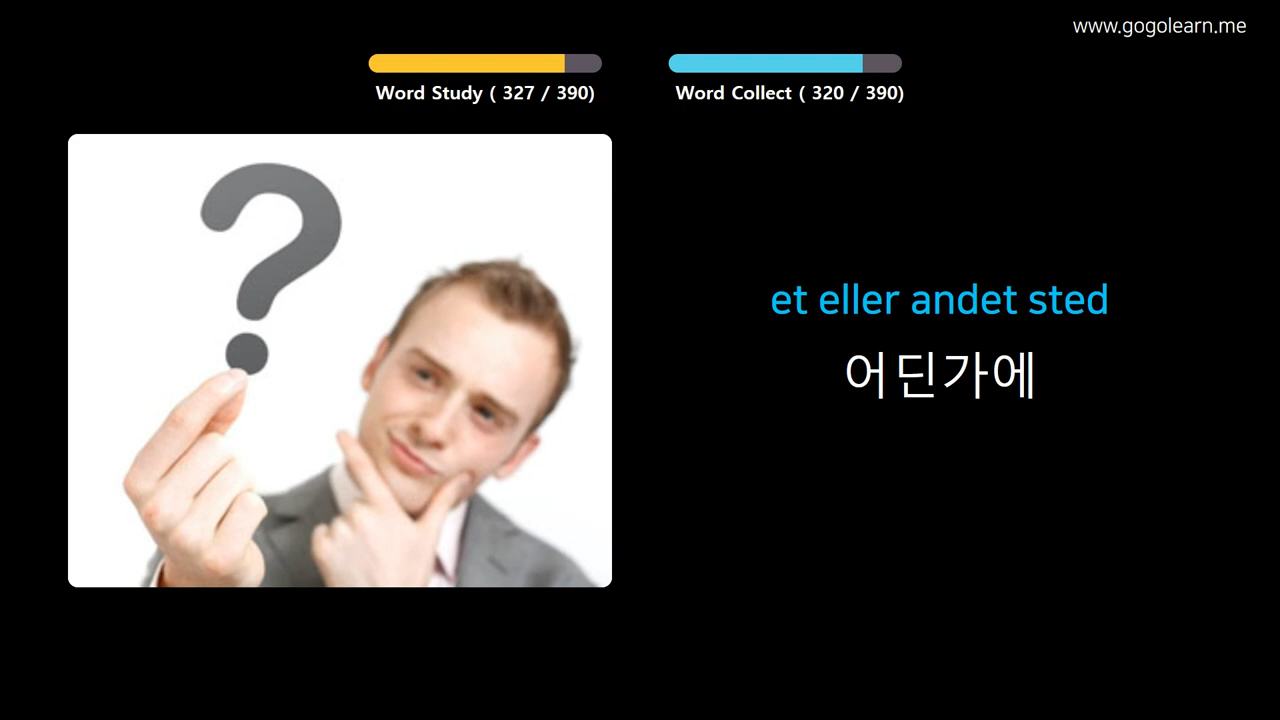 www.gogolearn.me
Word Study ( 327 / 390)
Word Collect ( 320 / 390)
?
et eller andet sted
어딘가에